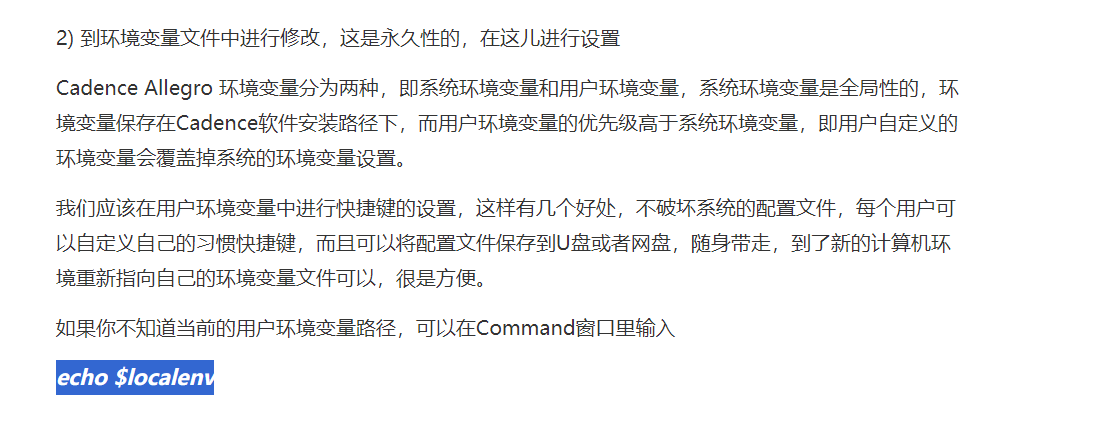 2) 到环境变量文件中进行修改，这是永久性的，在这儿进行设置
Cadence Allegro 环境变量分为两种，即系统环境变量和用户环境变量，系统环境变量是全局性的，环
境变量保存在Cadence软件安装路径下，而用户环境变量的优先级高于系统环境变量，即用户自定义的
环境变量会覆盖掉系统的环境变量设置。
我们应该在用户环境变量中进行快捷键的设置，这样有几个好处，不破坏系统的配置文件，每个用户可
以自定义自己的习惯快捷键，而且可以将配置文件保存到U盘或者网盘，随身带走，到了新的计算机环
境重新指向自己的环境变量文件可以，很是方便。
如果你不知道当前的用户环境变量路径，可以在Command窗口里输入
echo $localenv